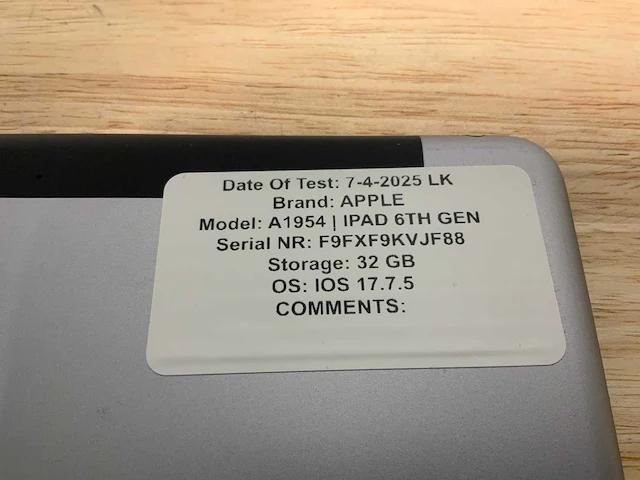 Date Of Test: 7-4-2025 LK
Brand: APPLE
Model: A1954 | IPAD 6TH GEN
Serial NR: F9FXF9KVJF88
Storage: 32 GB
OS: IOS 17.7.5
COMMENTS: